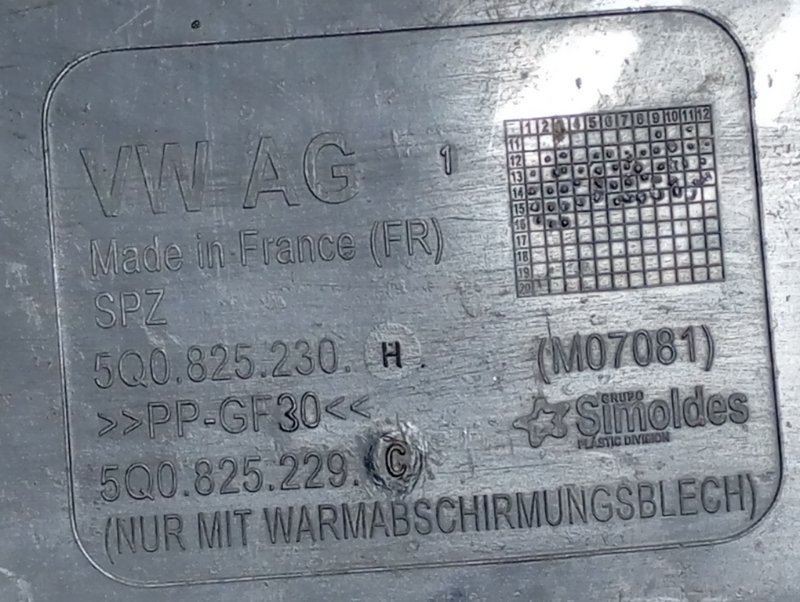 VW AG 1
Made in France (FR)
SPZ
5Q0.825.230. H .
>>PP-GF30<<
5Q0.825.229. C
(NUR MIT WARMABSCHIRMUNGSBLECH)
1 2 3 4 5 6 7 8 9 10 11 12
11
12
13
14
15
16
17
18
19
20
(M07081)
GRUPO
Simoldes
PLASTIC DIVISION